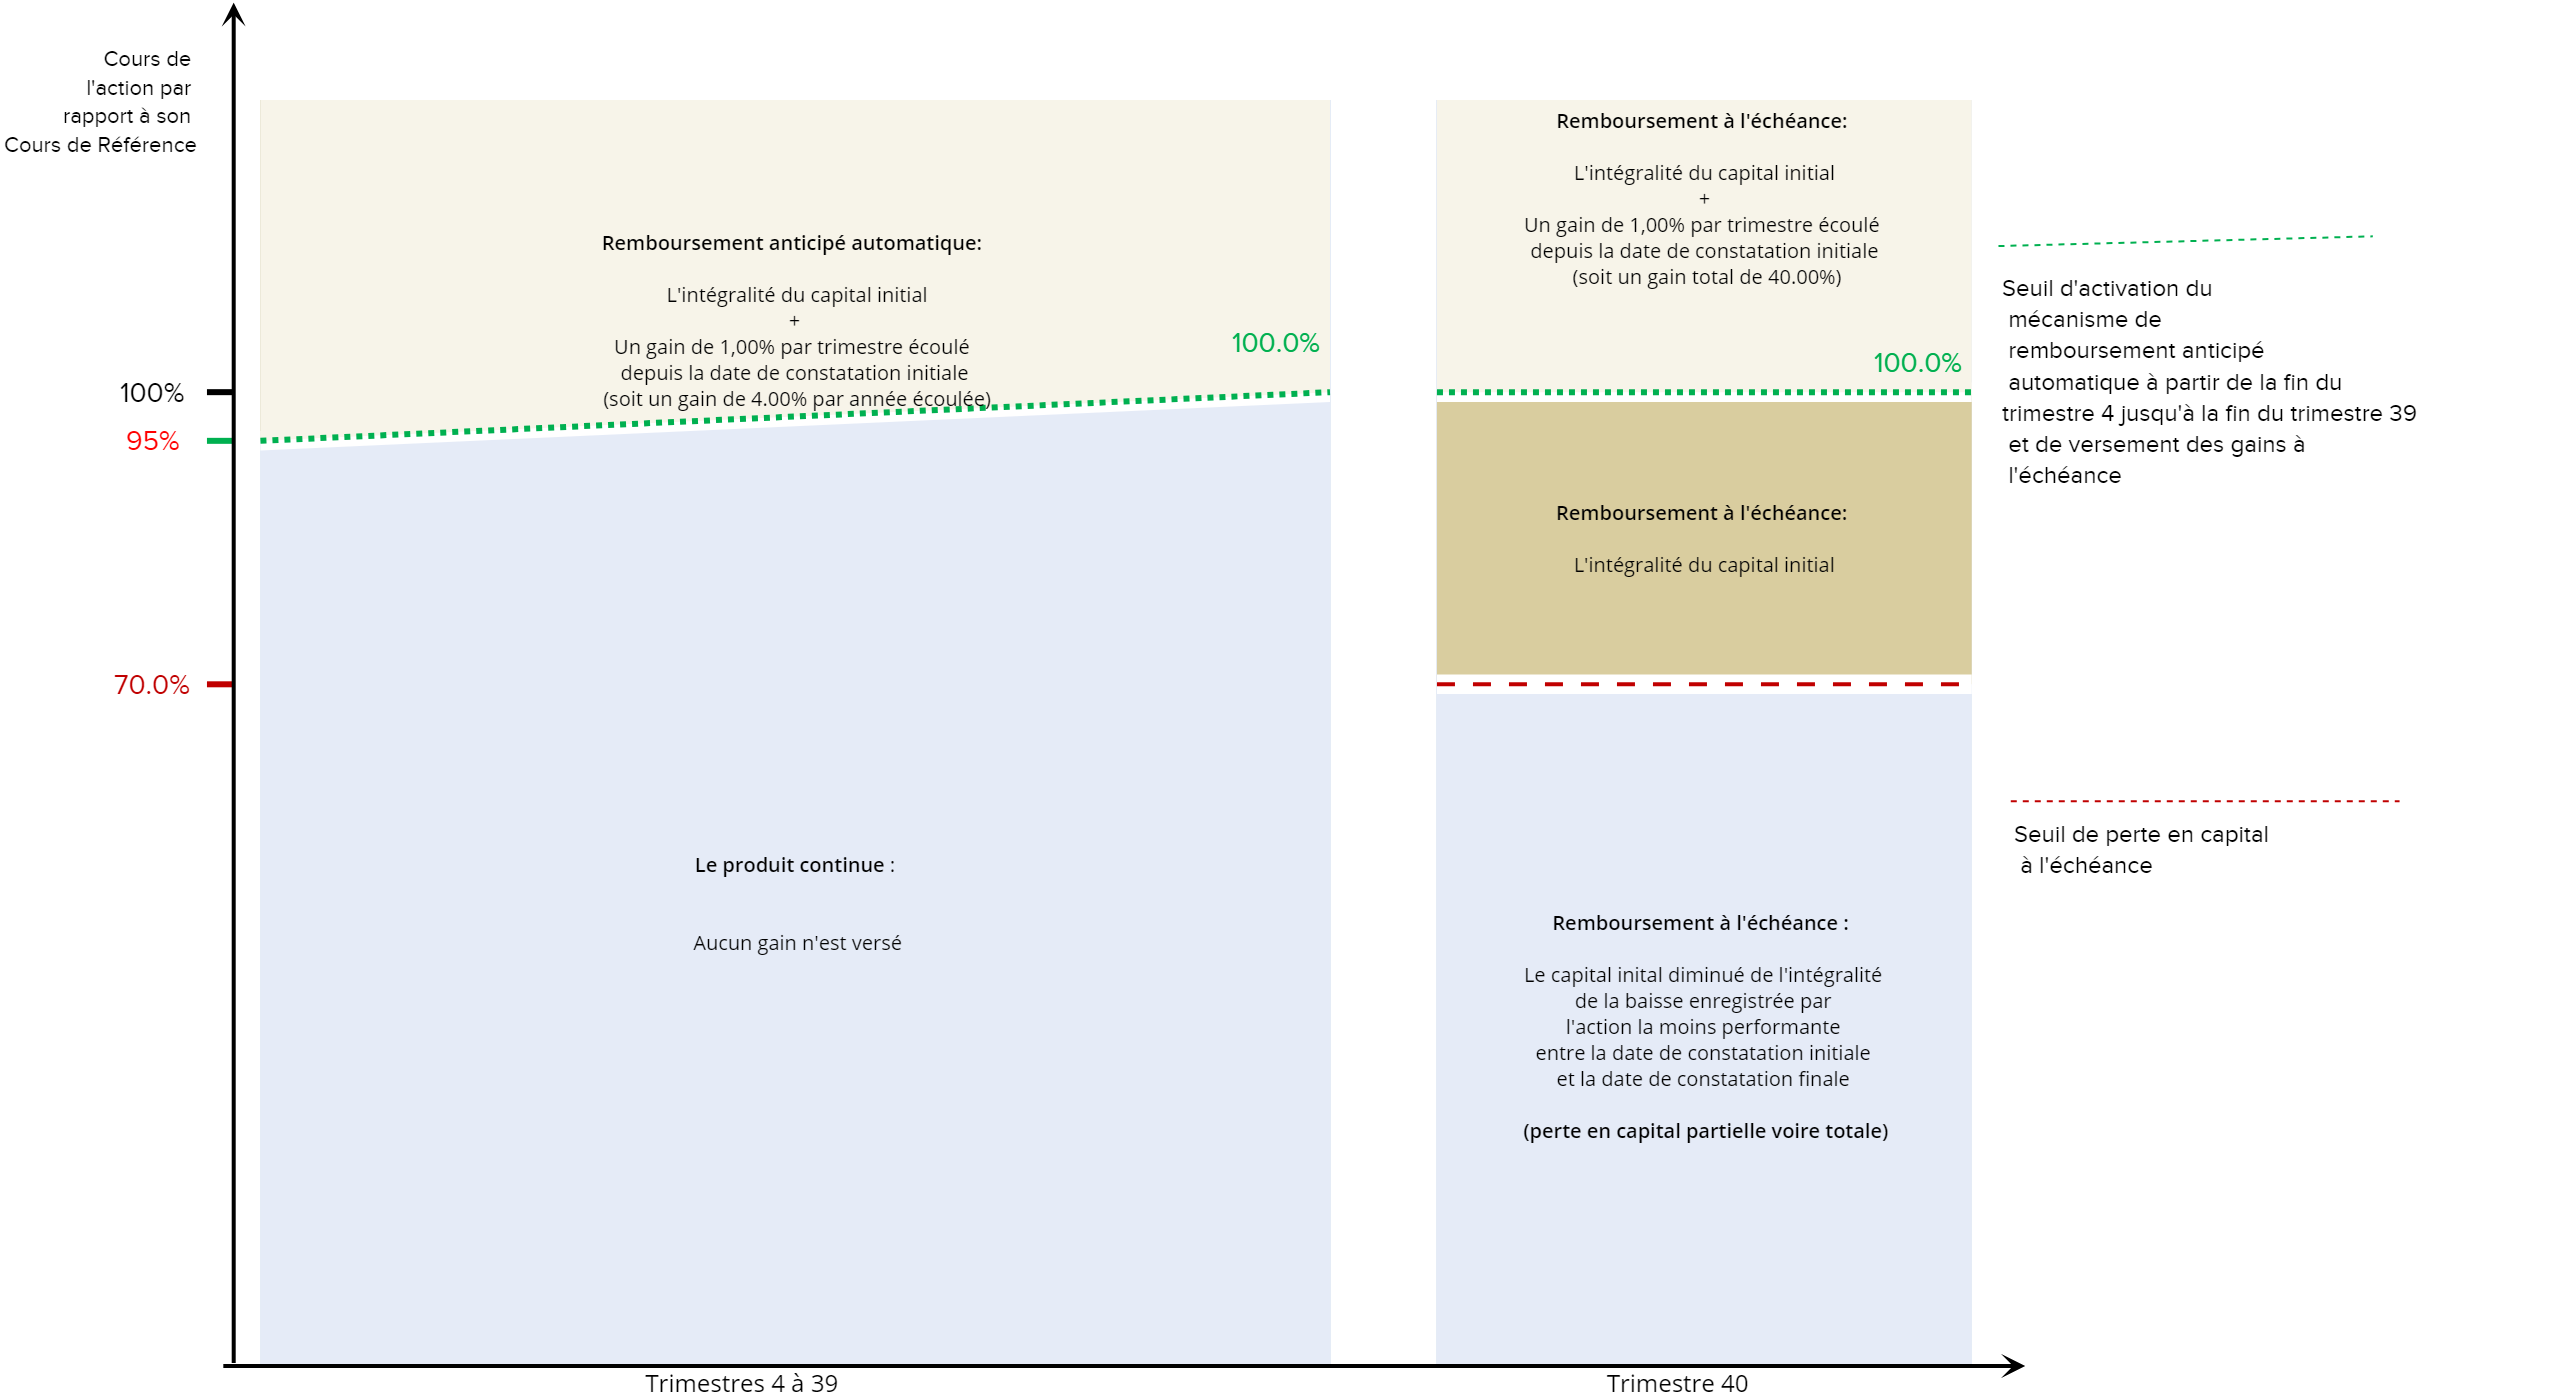 Cours de
l'action par
rapport à son
Cours de Référence
100%
95%
70.0%
Remboursement anticipé automatique:
L'intégralité du capital initial
+
Un gain de 1,00% par trimestre écoulé
depuis la date de constatation initiale
(soit un gain de 4.00% par année écoulée)
100.0%
Le produit continue :
Aucun gain n'est versé
Trimestres 4 à 39
Remboursement à l'échéance:
L'intégralité du capital initial
+
Un gain de 1,00% par trimestre écoulé
depuis la date de constatation initiale
(soit un gain total de 40.00%)
100.0%
Remboursement à l'échéance:
L'intégralité du capital initial
Remboursement à l'échéance :
Le capital inital diminué de l'intégralité
de la baisse enregistrée par
l'action la moins performante
entre la date de constatation initiale
et la date de constatation finale
(perte en capital partielle voire totale)
Trimestre 40
Seuil d'activation du
mécanisme de
remboursement anticipé
automatique à partir de la fin du
trimestre 4 jusqu'à la fin du trimestre 39
et de versement des gains à
l'échéance
Seuil de perte en capital
à l'échéance